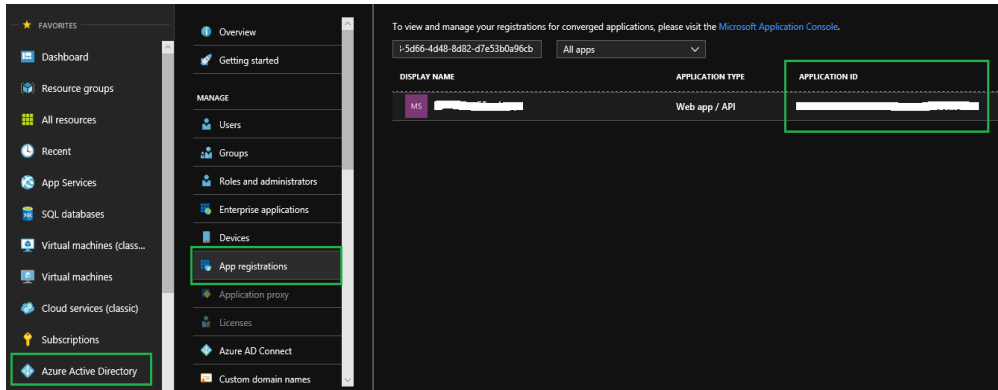 FAVORITES
Dashboard
Resource groups
All resources
Recent
App Services
SQL databases
Virtual machines (class...
Virtual machines
Cloud services (classic)
Subscriptions
Azure Active Directory
Overview
Getting started
MANAGE
Users
Groups
Roles and administrators
Enterprise applications
Devices
App registrations
Application proxy
Licenses
Azure AD Connect
Custom domain names
To view and manage your registrations for converged applications, please visit the Microsoft Application Console.
-5d66-4d48-8d82-d7e53b0a96cb All apps
DISPLAY NAME APPLICATION TYPE APPLICATION ID
MS Web app / API